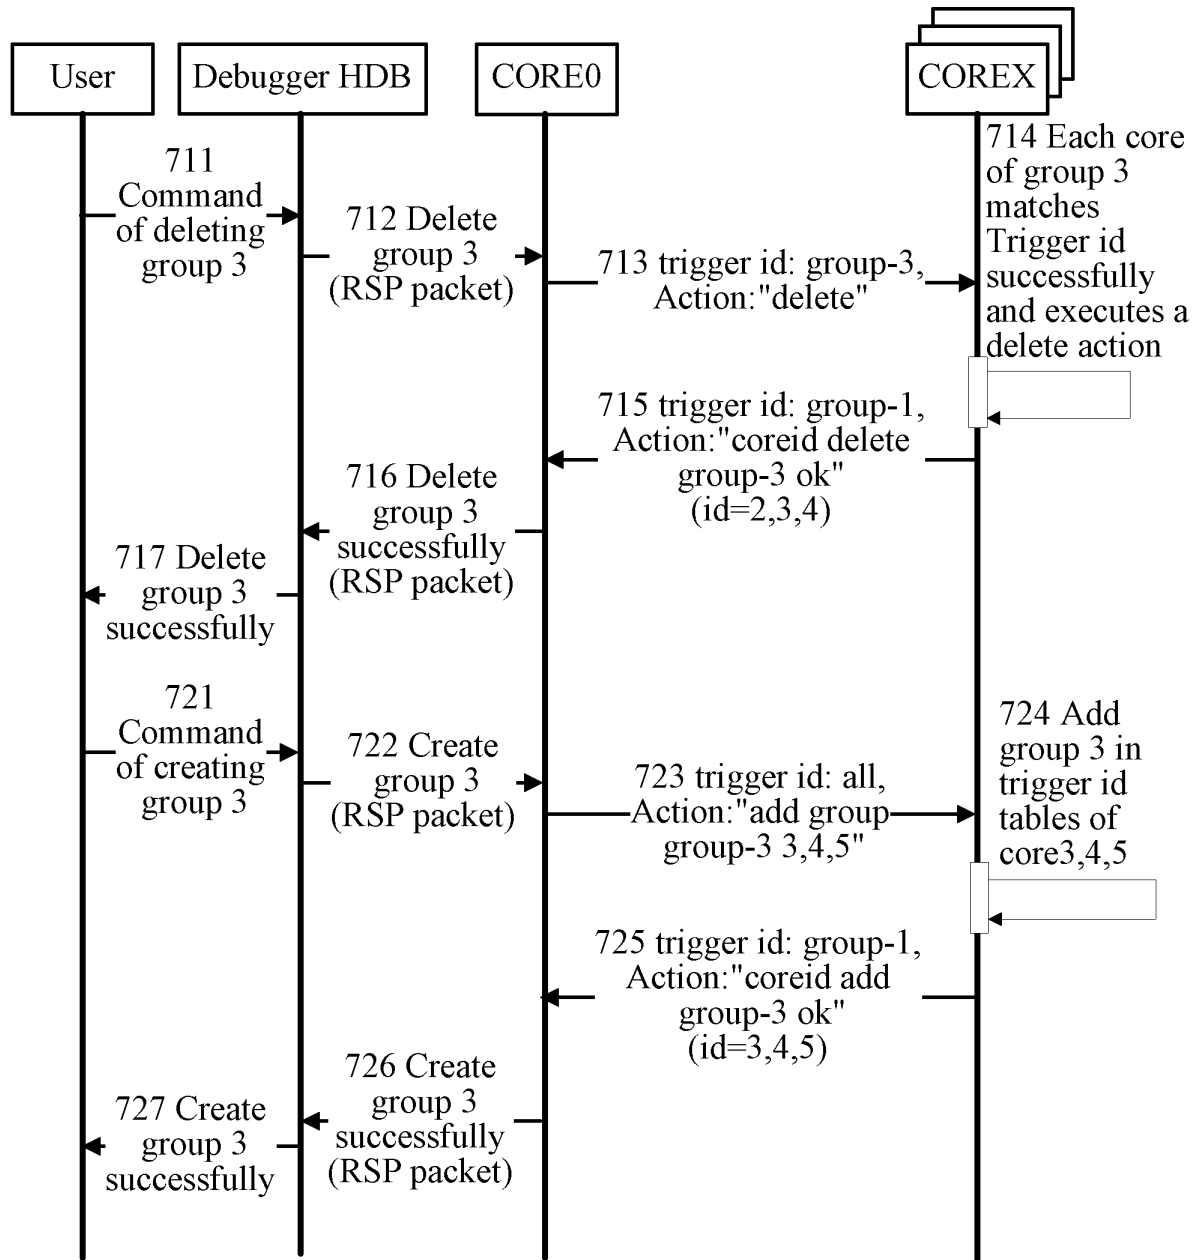 User
Debugger HDB
CORE0
COREX
711
Command
of deleting
group 3
712 Delete
group 3
(RSP packet)
713 trigger id: group-3,
Action:"delete"
714 Each core
of group 3
matches
Trigger id
successfully
and executes a
delete action
715 trigger id: group-1,
Action:"coreid delete
group-3 ok"
(id=2,3,4)
716 Delete
group 3
successfully
(RSP packet)
717 Delete
group 3
successfully
721
Command
of creating
group 3
722 Create
group 3
(RSP packet)
723 trigger id: all,
Action:"add group
group-3 3,4,5"
724 Add
group 3 in
trigger id
tables of
core3,4,5
725 trigger id: group-1,
Action:"coreid add
group-3 ok"
(id=3,4,5)
726 Create
group 3
successfully
(RSP packet)
727 Create
group 3
successfully